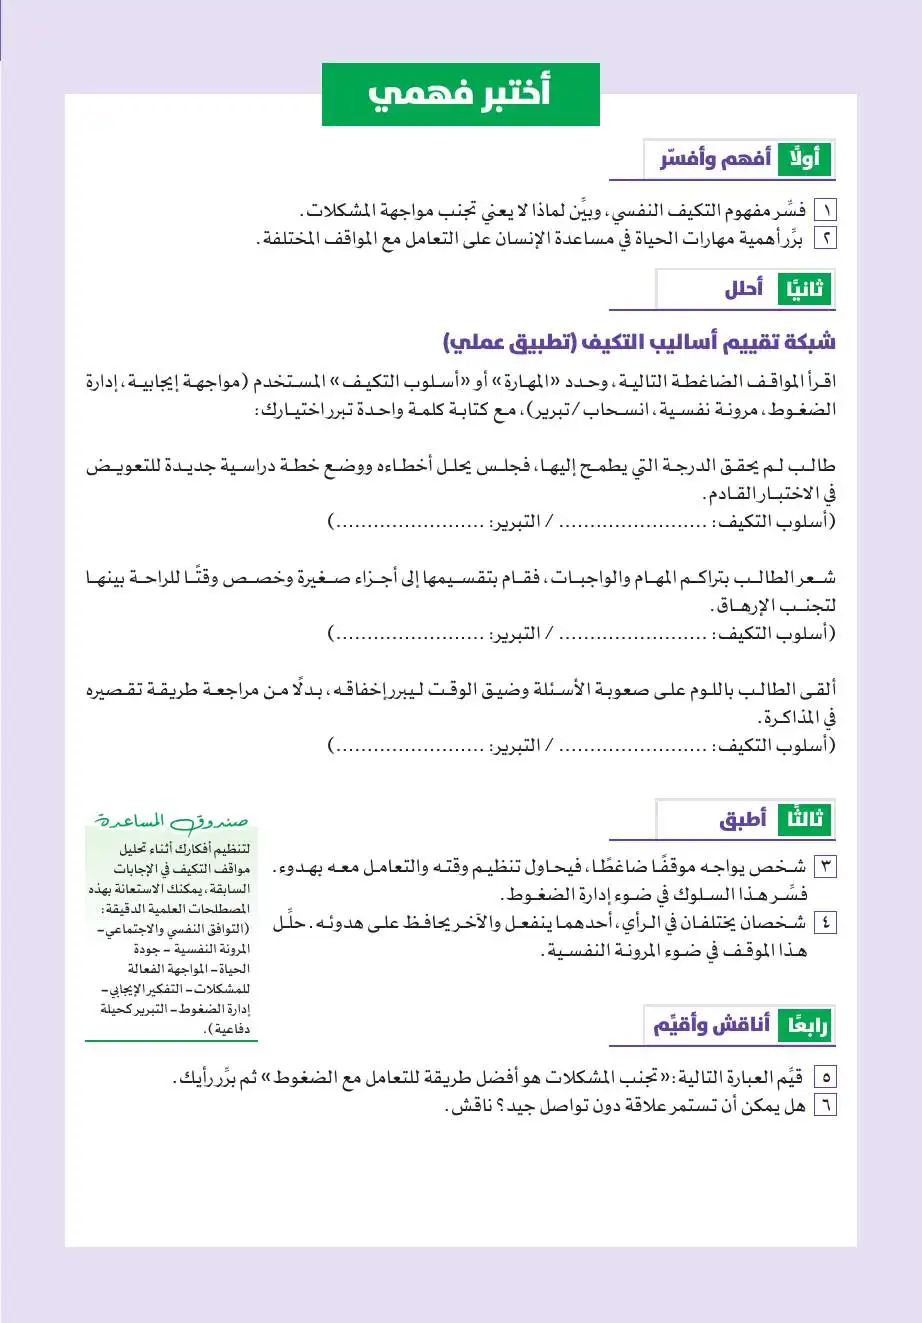 أختبر فهمي
أولًا أفهم وأفسّر
١ فسِّر مفهوم التكيف النفسي، وبيِّن لماذا لا يعني تجنب مواجهة المشكلات.
٢ برِّر أهمية مهارات الحياة في مساعدة الإنسان على التعامل مع المواقف المختلفة.
ثانيًا أحلل
شبكة تقييم أساليب التكيف (تطبيق عملي)
اقرأ المواقف الضاغطة التالية، وحدد «المهارة» أو «أسلوب التكيف» المستخدم (مواجهة إيجابية، إدارة
الضغوط، مرونة نفسية، انسحاب/تبرير)، مع كتابة كلمة واحدة تبرر اختيارك:
طالب لم يحقق الدرجة التي يطمح إليها، فجلس يحلل أخطاءه ووضع خطة دراسية جديدة للتعويض
في الاختبار القادم.
(أسلوب التكيف: ........................ / التبرير: ........................)
شعر الطالب بتراكم المهام والواجبات، فقام بتقسيمها إلى أجزاء صغيرة وخصص وقتًا للراحة بينها
لتجنب الإرهاق.
(أسلوب التكيف: ........................ / التبرير: ........................)
ألقى الطالب باللوم على صعوبة الأسئلة وضيق الوقت ليبرر إخفاقه، بدلًا من مراجعة طريقة تقصيره
في المذاكرة.
(أسلوب التكيف: ........................ / التبرير: ........................)
ثالثًا أطبق
٣ شخص يواجه موقفًا ضاغطًا، فيحاول تنظيم وقته والتعامل معه بهدوء.
فسِّر هذا السلوك في ضوء إدارة الضغوط.
٤ شخصان يختلفان في الرأي، أحدهما ينفعل والآخر يحافظ على هدوئه. حلِّل
هذا الموقف في ضوء المرونة النفسية.
صندوق المساعدة
لتنظيم أفكارك أثناء تحليل
مواقف التكيف في الإجابات
السابقة، يمكنك الاستعانة بهذه
المصطلحات العلمية الدقيقة:
(التوافق النفسي والاجتماعي–
المرونة النفسية – جودة
الحياة– المواجهة الفعالة
للمشكلات– التفكير الإيجابي–
إدارة الضغوط– التبرير كحيلة
دفاعية).
رابعًا أناقش وأقيِّم
٥ قيِّم العبارة التالية: «تجنب المشكلات هو أفضل طريقة للتعامل مع الضغوط» ثم برِّر رأيك.
٦ هل يمكن أن تستمر علاقة دون تواصل جيد؟ ناقش.